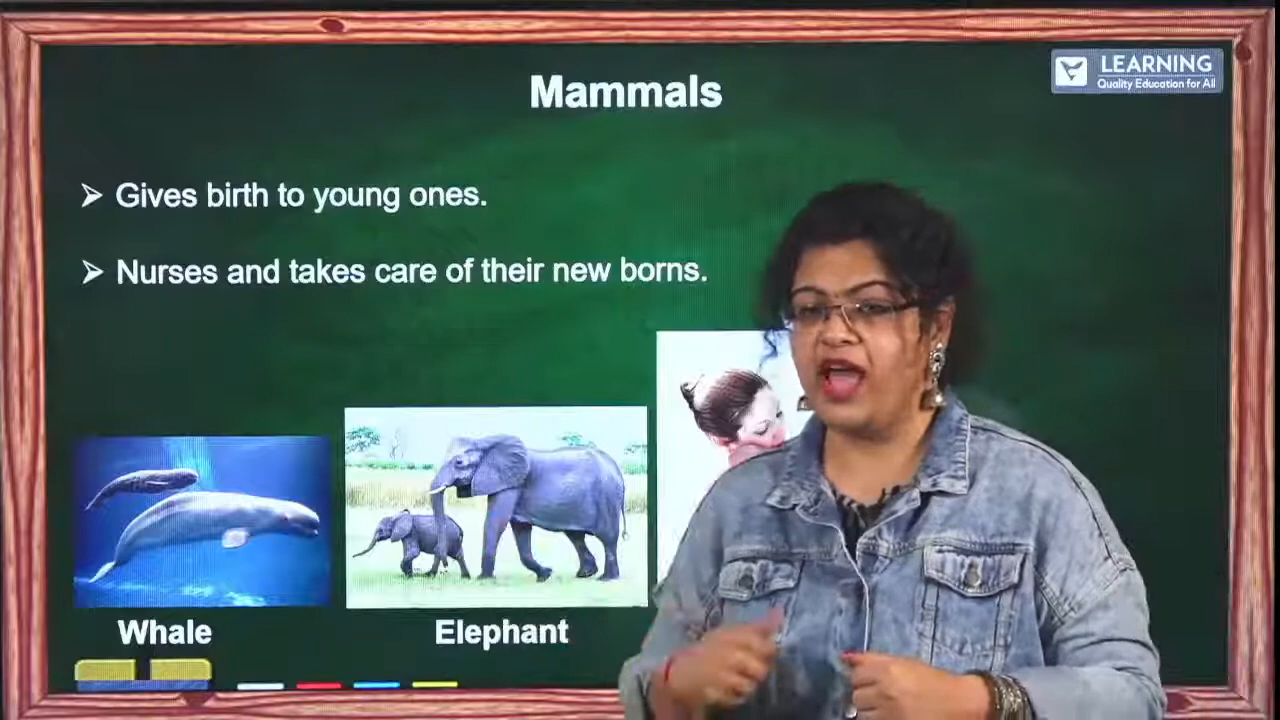 LEARNING
Quality Education for All
Mammals
➢ Gives birth to young ones.
➢ Nurses and takes care of their new borns.
Whale
Elephant